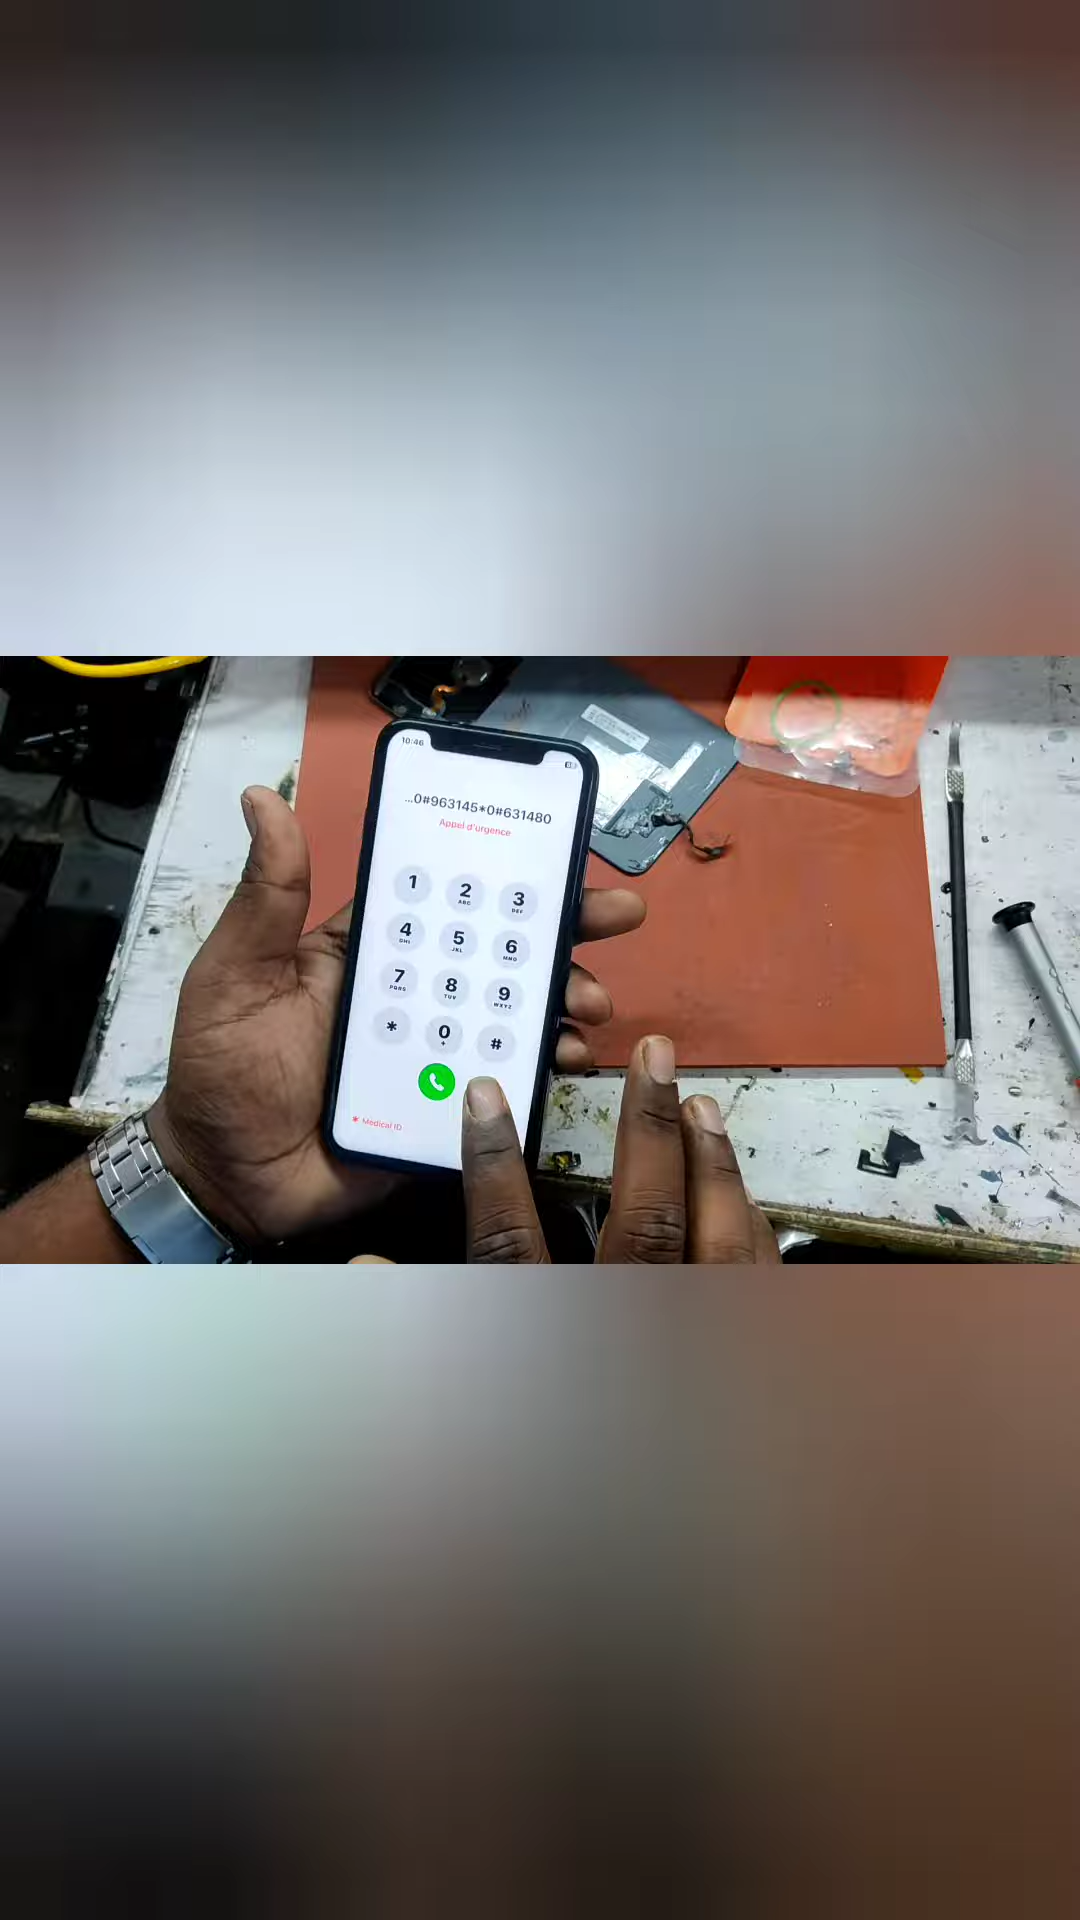 10:46
...0#963145*0#631480
Appel d'urgence
1
2
ABC
3
DEF
4
GHI
5
JKL
6
MNO
7
PQRS
8
TUV
9
WXYZ
*
0
+
#
* Medical ID